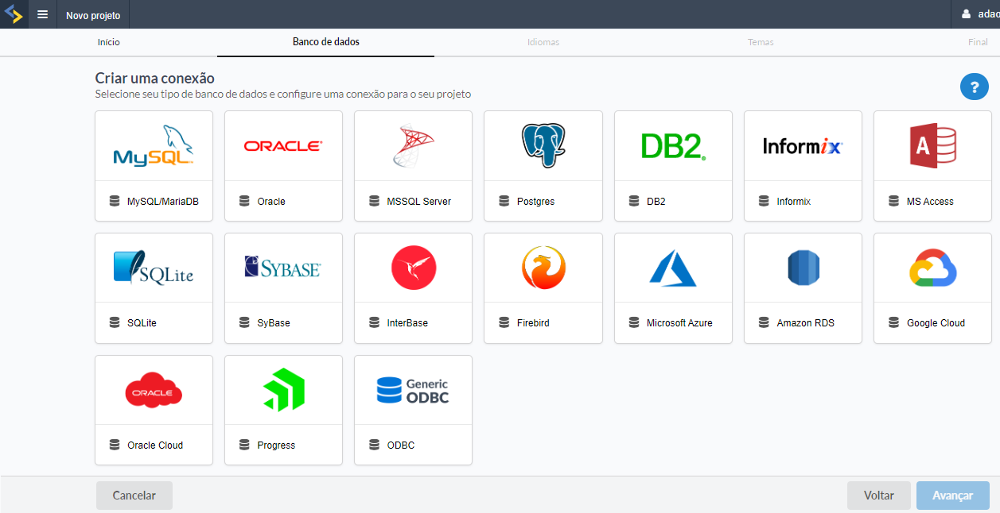 Novo projeto
adao
Início
Banco de dados
Idiomas
Temas
Final
Criar uma conexão
Selecione seu tipo de banco de dados e configure uma conexão para o seu projeto
?
MySQL
ORACLE
DB2
Informix
A
MySQL/MariaDB
Oracle
MSSQL Server
Postgres
DB2
Informix
MS Access
SQLite
SYBASE
SQLite
SyBase
InterBase
Firebird
Microsoft Azure
Amazon RDS
Google Cloud
ORACLE
Generic
ODBC
Oracle Cloud
Progress
ODBC
Cancelar
Voltar
Avançar